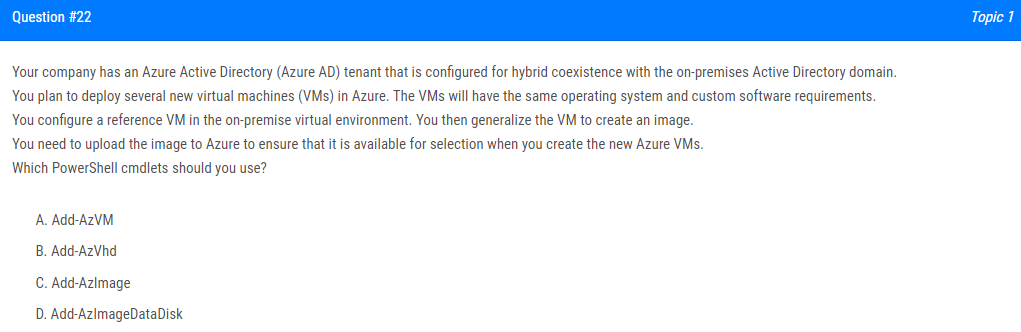 Question #22
Topic 1
Your company has an Azure Active Directory (Azure AD) tenant that is configured for hybrid coexistence with the on-premises Active Directory domain.
You plan to deploy several new virtual machines (VMs) in Azure. The VMs will have the same operating system and custom software requirements.
You configure a reference VM in the on-premise virtual environment. You then generalize the VM to create an image.
You need to upload the image to Azure to ensure that it is available for selection when you create the new Azure VMs.
Which PowerShell cmdlets should you use?
A. Add-AzVM
B. Add-AzVhd
C. Add-AzImage
D. Add-AzImageDataDisk